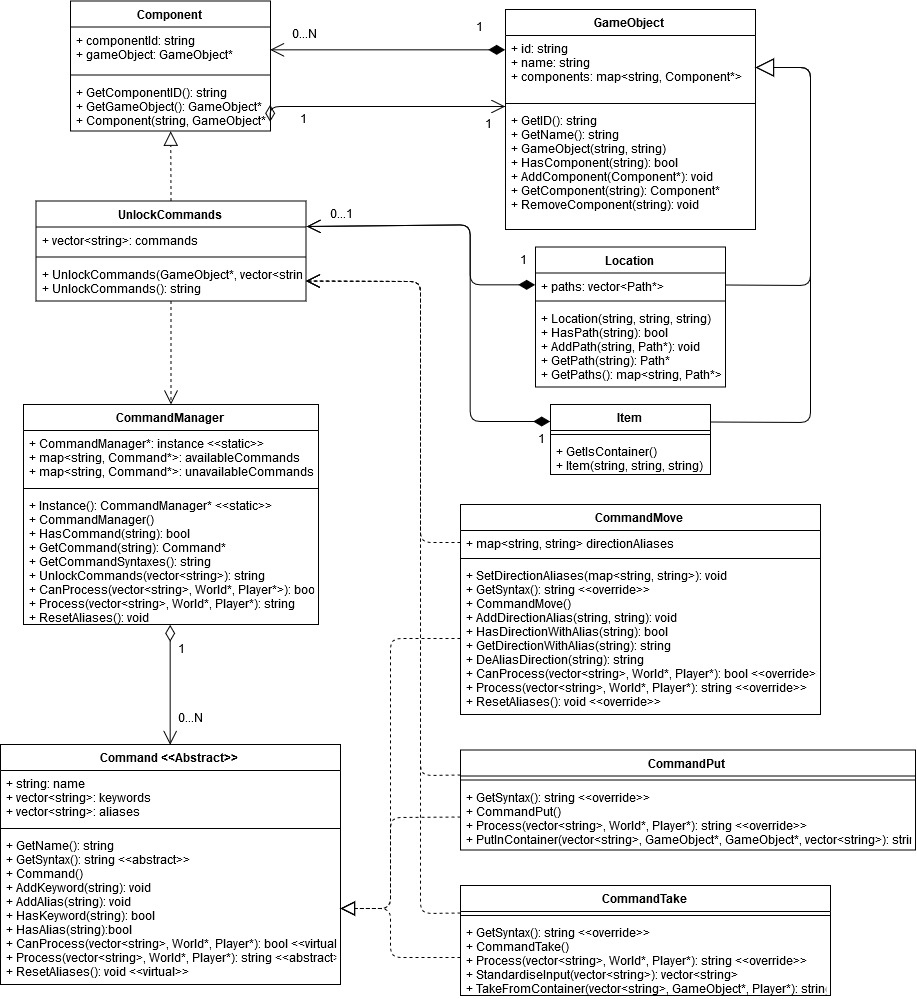 Component
+ componentId: string
+ gameObject: GameObject*
+ GetComponentID(): string
+ GetGameObject(): GameObject*
+ Component(string, GameObject*
0...N
1
1
1
GameObject
+ id: string
+ name: string
+ components: map<string, Component*>
+ GetID(): string
+ GetName(): string
+ GameObject(string, string)
+ HasComponent(string): bool
+ AddComponent(Component*): void
+ GetComponent(string): Component*
+ RemoveComponent(string): void
UnlockCommands
+ vector<string>: commands
+ UnlockCommands(GameObject*, vector<strin
+ UnlockCommands(): string
0...1
1
Location
+ paths: vector<Path*>
+ Location(string, string, string)
+ HasPath(string): bool
+ AddPath(string, Path*): void
+ GetPath(string): Path*
+ GetPaths(): map<string, Path*>
1
Item
+ GetIsContainer()
+ Item(string, string, string)
CommandManager
+ CommandManager*: instance <<static>>
+ map<string, Command*>: availableCommands
+ map<string, Command*>: unavailableCommands
+ Instance(): CommandManager* <<static>>
+ CommandManager()
+ HasCommand(string): bool
+ GetCommand(string): Command*
+ GetCommandSyntaxes(): string
+ UnlockCommands(vector<string>): string
+ CanProcess(vector<string>, World*, Player*>): boo
+ Process(vector<string>, World*, Player*): string
+ ResetAliases(): void
1
0...N
CommandMove
+ map<string, string> directionAliases
+ SetDirectionAliases(map<string, string>): void
+ GetSyntax(): string <<override>>
+ CommandMove()
+ AddDirectionAlias(string, string): void
+ HasDirectionWithAlias(string): bool
+ GetDirectionWithAlias(string): string
+ DeAliasDirection(string): string
+ CanProcess(vector<string>, World*, Player*): bool <<override>
+ Process(vector<string>, World*, Player*): string <<override>>
+ ResetAliases(): void <<override>>
Command <<Abstract>>
+ string: name
+ vector<string>: keywords
+ vector<string>: aliases
+ GetName(): string
+ GetSyntax(): string <<abstract>>
+ Command()
+ AddKeyword(string): void
+ AddAlias(string): void
+ HasKeyword(string): bool
+ HasAlias(string):bool
+ CanProcess(vector<string>, World*, Player*): bool <<virtual
+ Process(vector<string>, World*, Player*): string <<abstract>
+ ResetAliases(): void <<virtual>>
CommandPut
+ GetSyntax(): string <<override>>
+ CommandPut()
+ Process(vector<string>, World*, Player*): string <<override>>
+ PutInContainer(vector<string>, GameObject*, GameObject*, vector<string>): strin
CommandTake
+ GetSyntax(): string <<override>>
+ CommandTake()
+ Process(vector<string>, World*, Player*): string <<override>>
+ StandardiseInput(vector<string>): vector<string>
+ TakeFromContainer(vector<string>, GameObject*, Player*): string